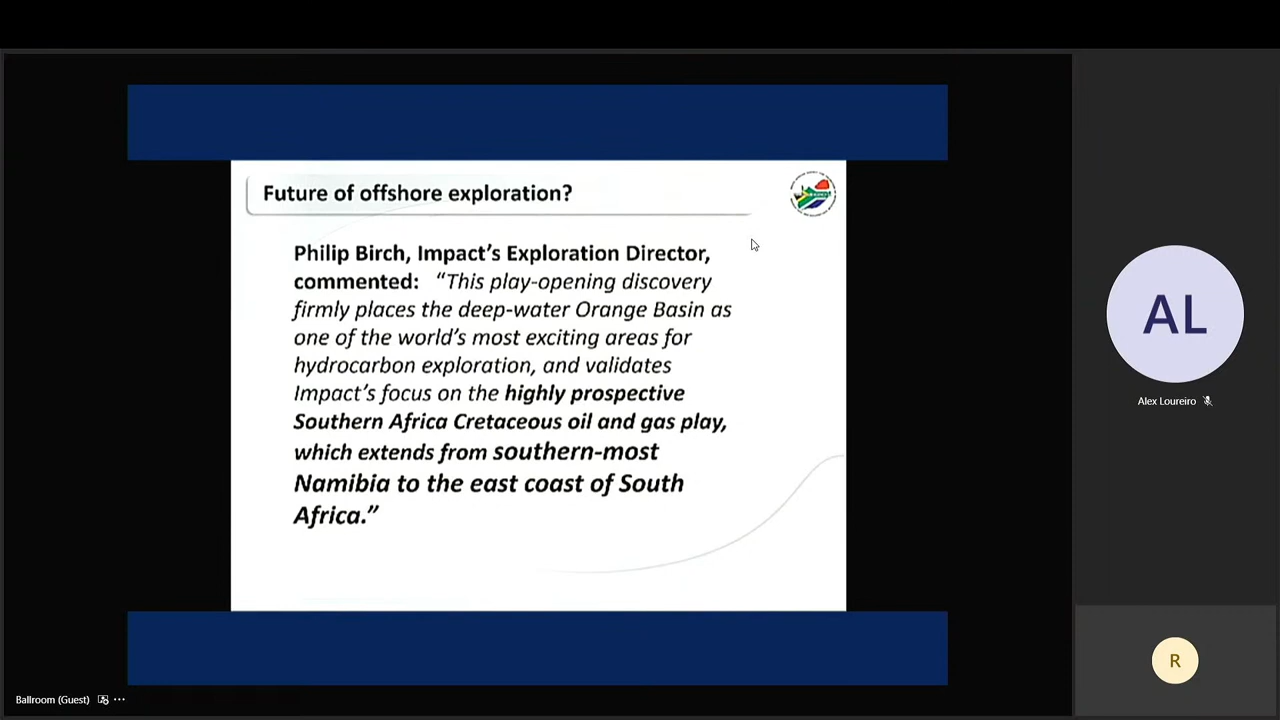 Future of offshore exploration?
Philip Birch, Impact’s Exploration Director,
commented: “This play-opening discovery
firmly places the deep-water Orange Basin as
one of the world’s most exciting areas for
hydrocarbon exploration, and validates
Impact’s focus on the highly prospective
Southern Africa Cretaceous oil and gas play,
which extends from southern-most
Namibia to the east coast of South
Africa.”
AL
Alex Loureiro
R
Ballroom (Guest)